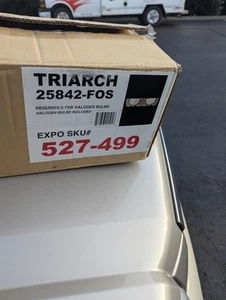 TRIARCH
25842-FOS
REQUIRES 2-75W HALOGEN BULBS
HALOGEN BULBS INCLUDED
EXPO SKU#
527-499